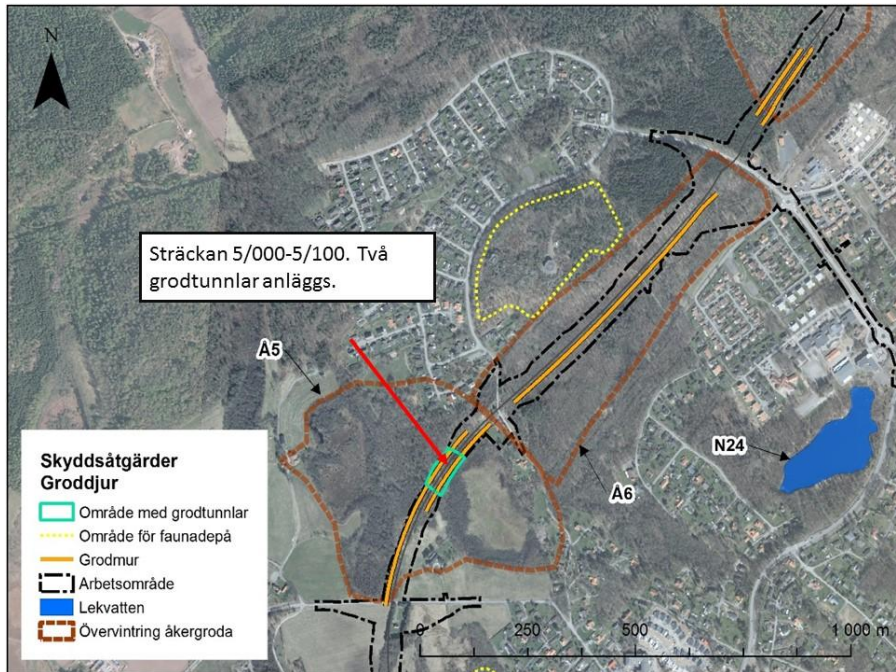 N
Sträckan 5/000-5/100. Två
grodtunnlar anläggs.
Å5
N24
Å6
Skyddsåtgärder
Groddjur
Område med grodtunnlar
Område för faunadepå
Grodmur
Arbetsområde
Lekvatten
Övervintring åkergroda
0 250 500 1 000 m